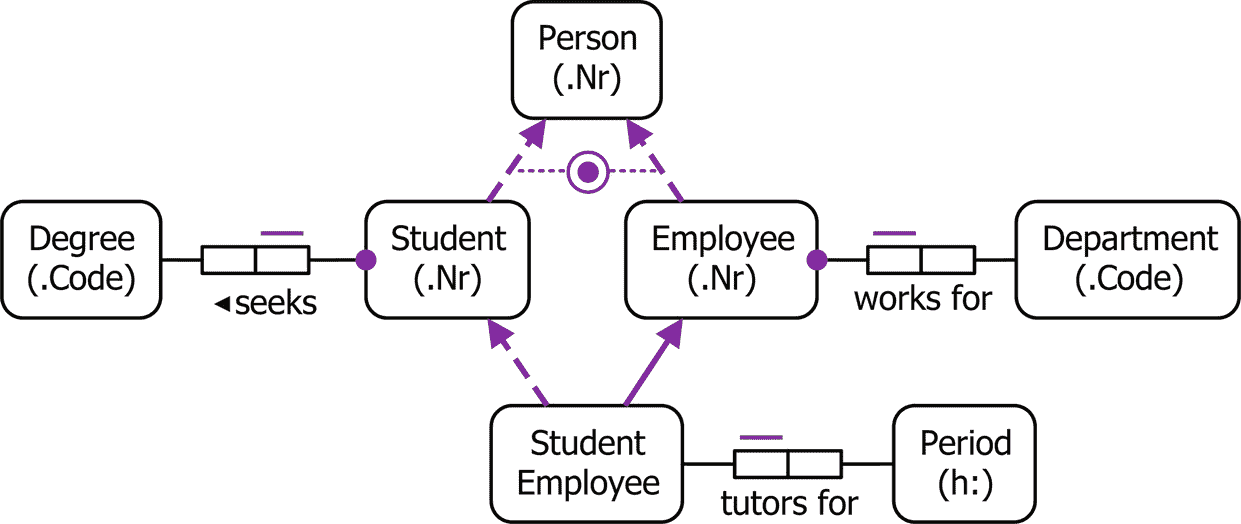 Person
(.Nr)
Degree
(.Code)
◄seeks
Student
(.Nr)
Employee
(.Nr)
works for
Department
(.Code)
Student
Employee
tutors for
Period
(h:)